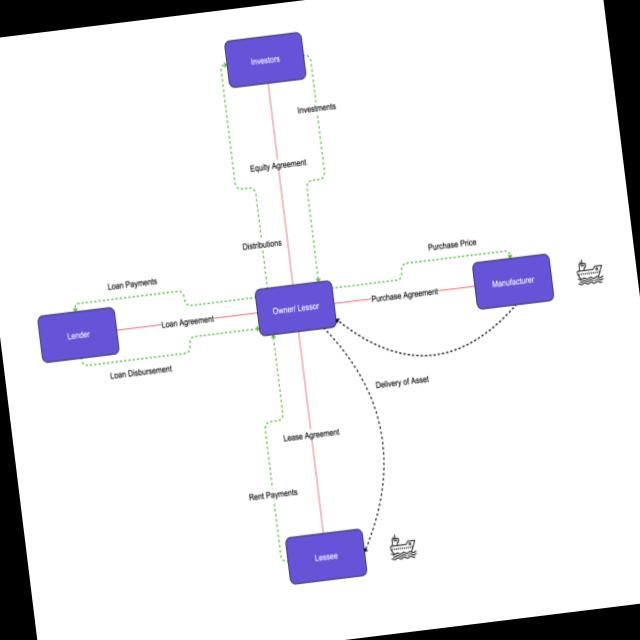 Investors
Investments
Equity Agreement
Distributions
Purchase Price
Loan Payments
Manufacturer
Purchase Agreement
Owner/ Lessor
Loan Agreement
Lender
Loan Disbursement
Delivery of Asset
Lease Agreement
Rent Payments
Lessee